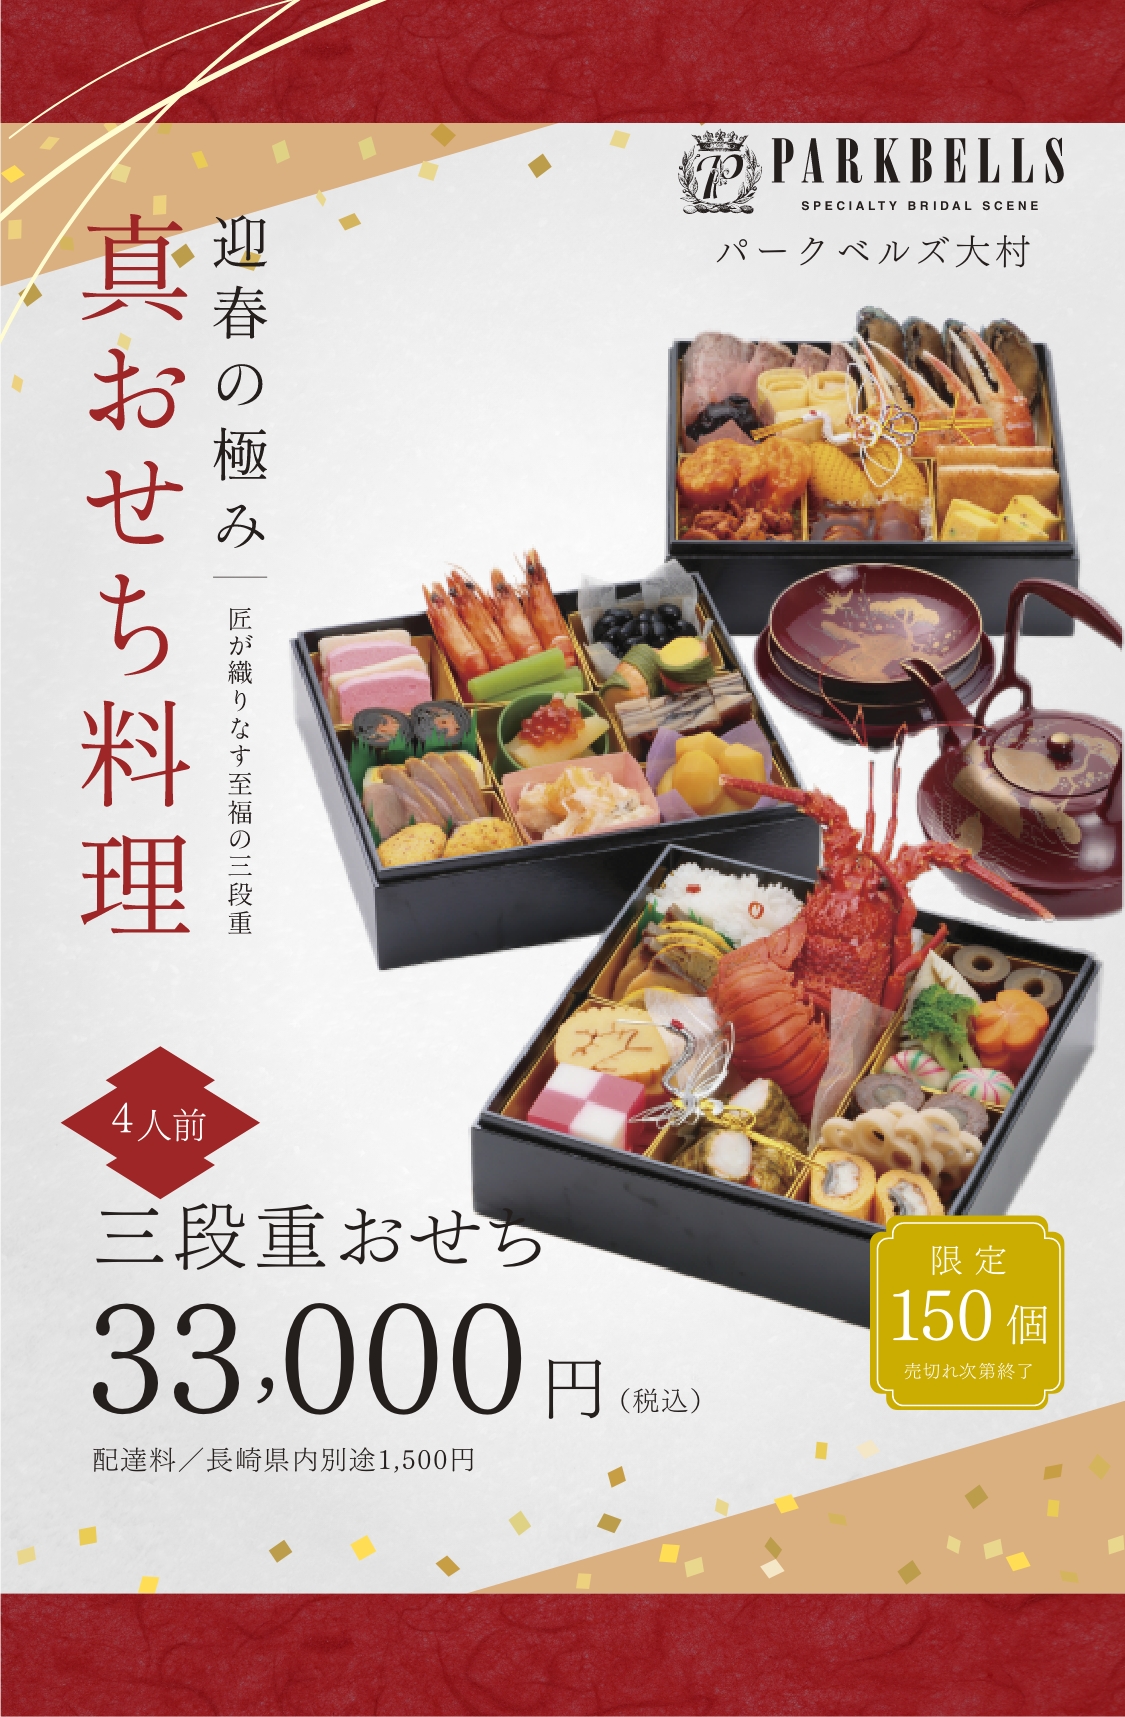 PARKBELLS
SPECIALTY BRIDAL SCENE
パークベルズ大村
迎春の極み
匠が織りなす至福の三段重
真おせち料理
4人前
三段重おせち
33,000円（税込）
配達料／長崎県内別途1,500円
限定
150個
売切れ次第終了